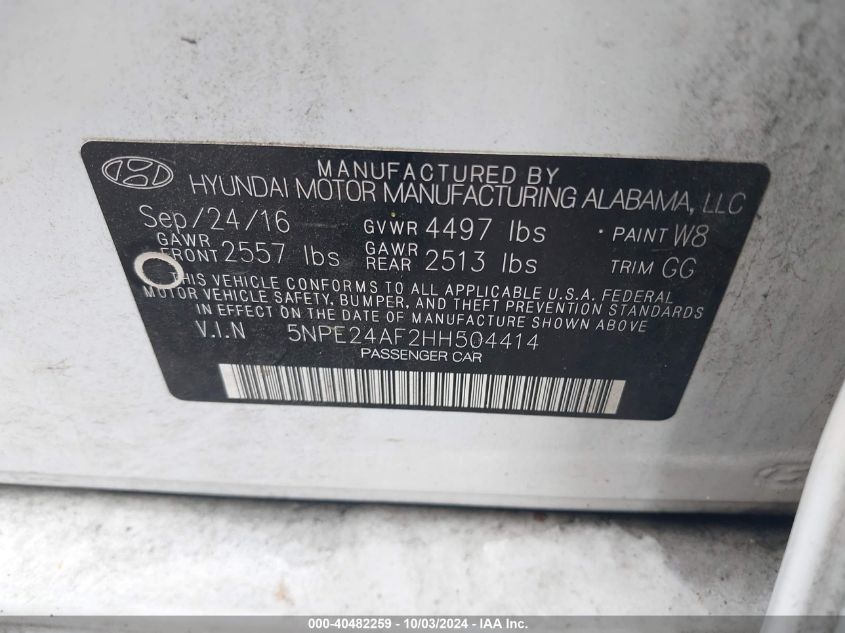 MANUFACTURED BY
HYUNDAI MOTOR MANUFACTURING ALABAMA, LLC
Sep/24/16 GVWR 4497 lbs • PAINT W8
GAWR FRONT 2557 lbs GAWR REAR 2513 lbs TRIM GG
THIS VEHICLE CONFORMS TO ALL APPLICABLE U.S.A. FEDERAL
MOTOR VEHICLE SAFETY, BUMPER, AND THEFT PREVENTION STANDARDS
IN EFFECT ON THE DATE OF MANUFACTURE SHOWN ABOVE
V.I.N 5NPE24AF2HH504414
PASSENGER CAR
000-40482259 - 10/03/2024 - IAA Inc.